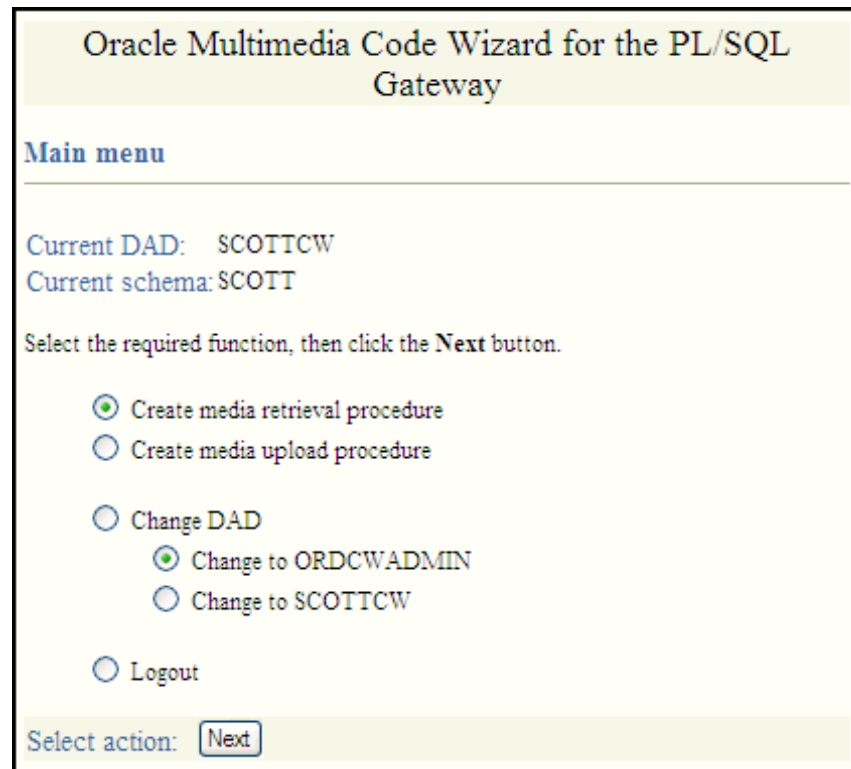 Oracle Multimedia Code Wizard for the PL/SQL
Gateway
Main menu
Current DAD: SCOTTCW
Current schema: SCOTT
Select the required function, then click the Next button.
Create media retrieval procedure
Create media upload procedure
Change DAD
Change to ORDCWADMIN
Change to SCOTTCW
Logout
Select action: Next